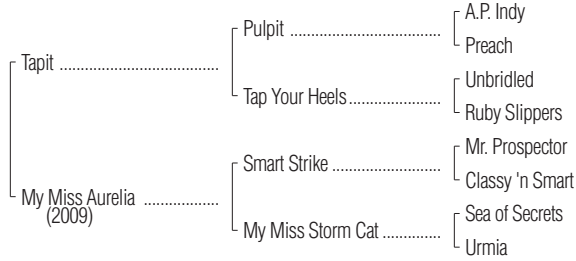 A.P. Indy
Pulpit
Preach
Tapit
Unbridled
Tap Your Heels
Ruby Slippers
Mr. Prospector
Smart Strike
Classy 'n Smart
My Miss Aurelia
(2009)
Sea of Secrets
My Miss Storm Cat
Urmia